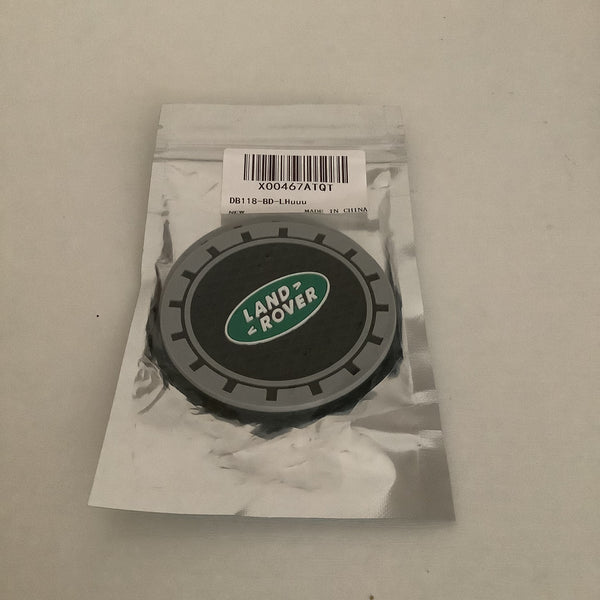 X00467ATQT
DB118-BD-LHuuu
NEW MADE IN CHINA
LAND
ROVER